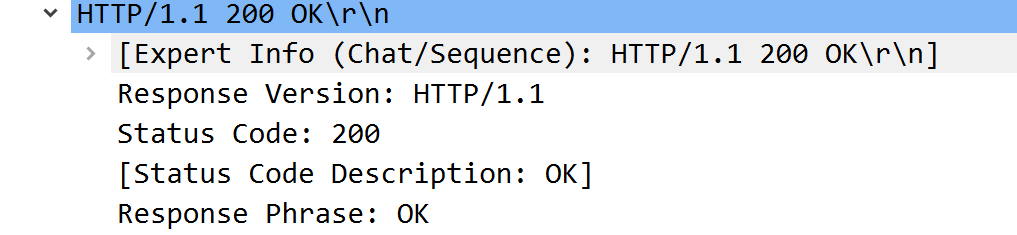 HTTP/1.1 200 OK\r\n
[Expert Info (Chat/Sequence): HTTP/1.1 200 OK\r\n]
Response Version: HTTP/1.1
Status Code: 200
[Status Code Description: OK]
Response Phrase: OK